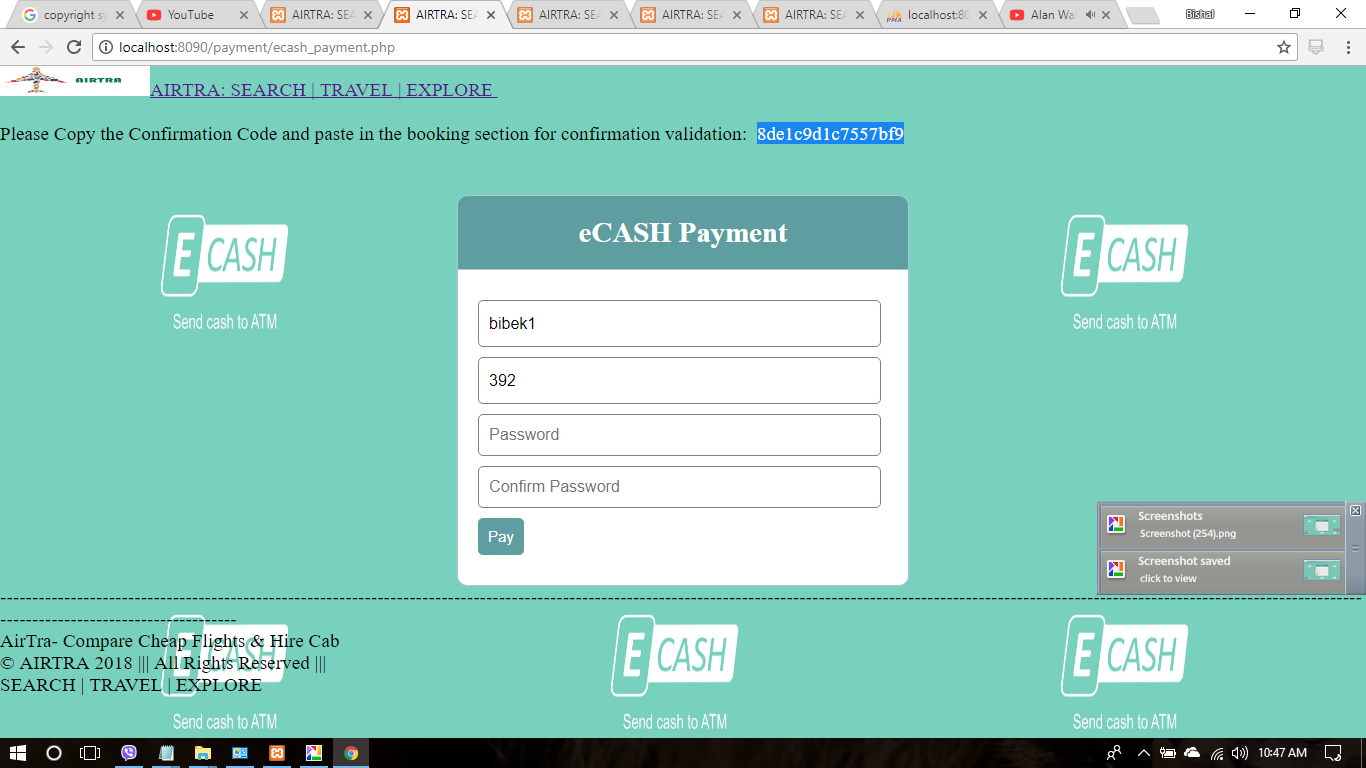 copyright sy
YouTube
AIRTRA: SEA
AIRTRA: SEA
AIRTRA: SEA
AIRTRA: SEA
AIRTRA: SEA
localhost:80
Alan Wal
Bishal
localhost:8090/payment/ecash_payment.php
AIRTRA
AIRTRA: SEARCH | TRAVEL | EXPLORE
Please Copy the Confirmation Code and paste in the booking section for confirmation validation: 8de1c9d1c7557bf9
eCASH Payment
E CASH
Send cash to ATM
E CASH
Send cash to ATM
bibek1
392
Password
Confirm Password
Pay
Screenshots
Screenshot (254).png
Screenshot saved
click to view
--------------------------------------------------------------------------------
------------------------------------
AirTra- Compare Cheap Flights & Hire Cab
© AIRTRA 2018 ||| All Rights Reserved |||
SEARCH | TRAVEL | EXPLORE
E CASH
Send cash to ATM
E CASH
Send cash to ATM
E CASH
Send cash to ATM
10:47 AM